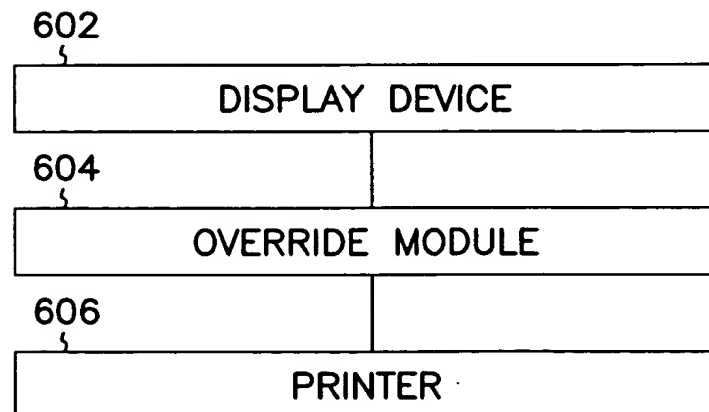 602
DISPLAY DEVICE
604
OVERRIDE MODULE
606
PRINTER